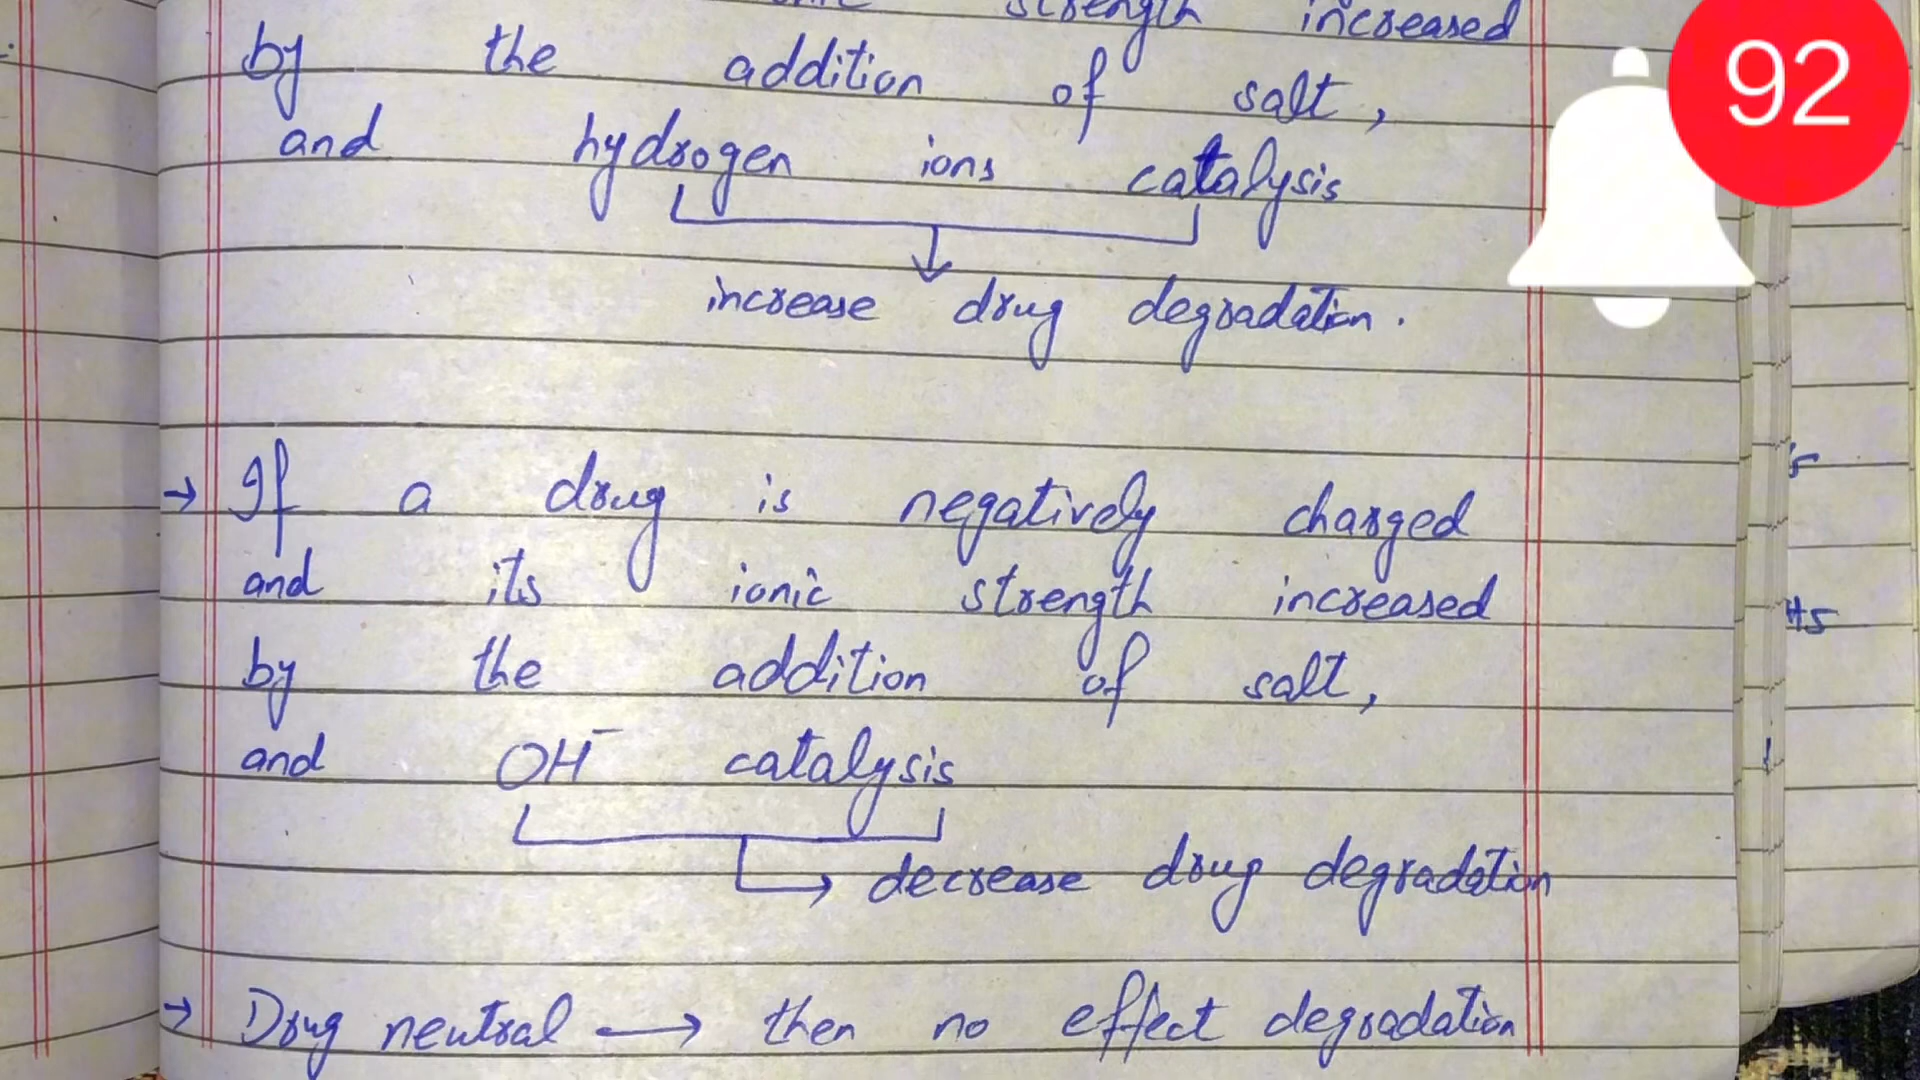 strength increased
by the addition of salt,
and hydrogen ions catalysis
increase drug degradation.
→ If a drug is negatively charged
and its ionic strength increased
by the addition of salt,
and OH⁻ catalysis
decrease drug degradation
→ Drug neutral → then no effect degradation
92